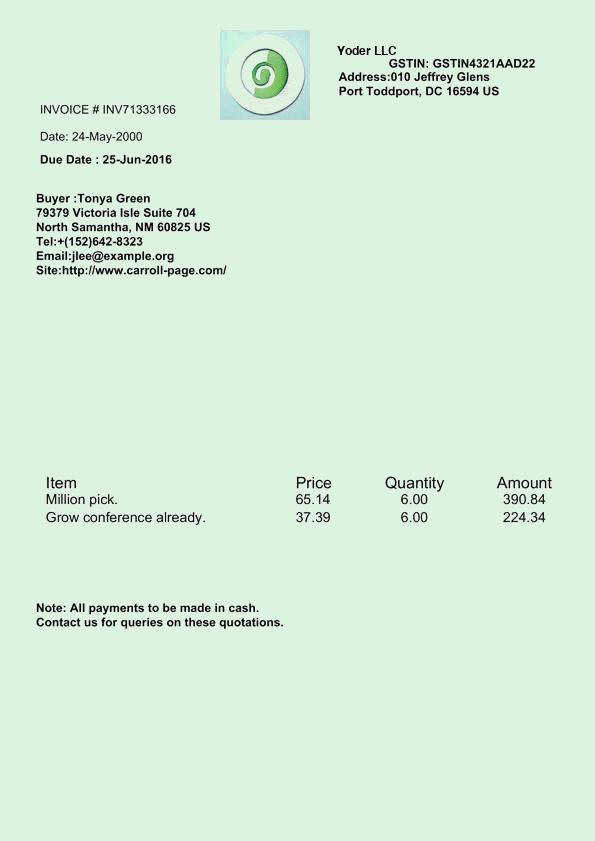 Yoder LLC
GSTIN: GSTIN4321AAD22
Address:010 Jeffrey Glens
Port Toddport, DC 16594 US
INVOICE # INV71333166
Date: 24-May-2000
Due Date : 25-Jun-2016
Buyer :Tonya Green
79379 Victoria Isle Suite 704
North Samantha, NM 60825 US
Tel:+(152)642-8323
Email:jlee@example.org
Site:http://www.carroll-page.com/
Item Price Quantity Amount
Million pick. 65.14 6.00 390.84
Grow conference already. 37.39 6.00 224.34
Note: All payments to be made in cash.
Contact us for queries on these quotations.